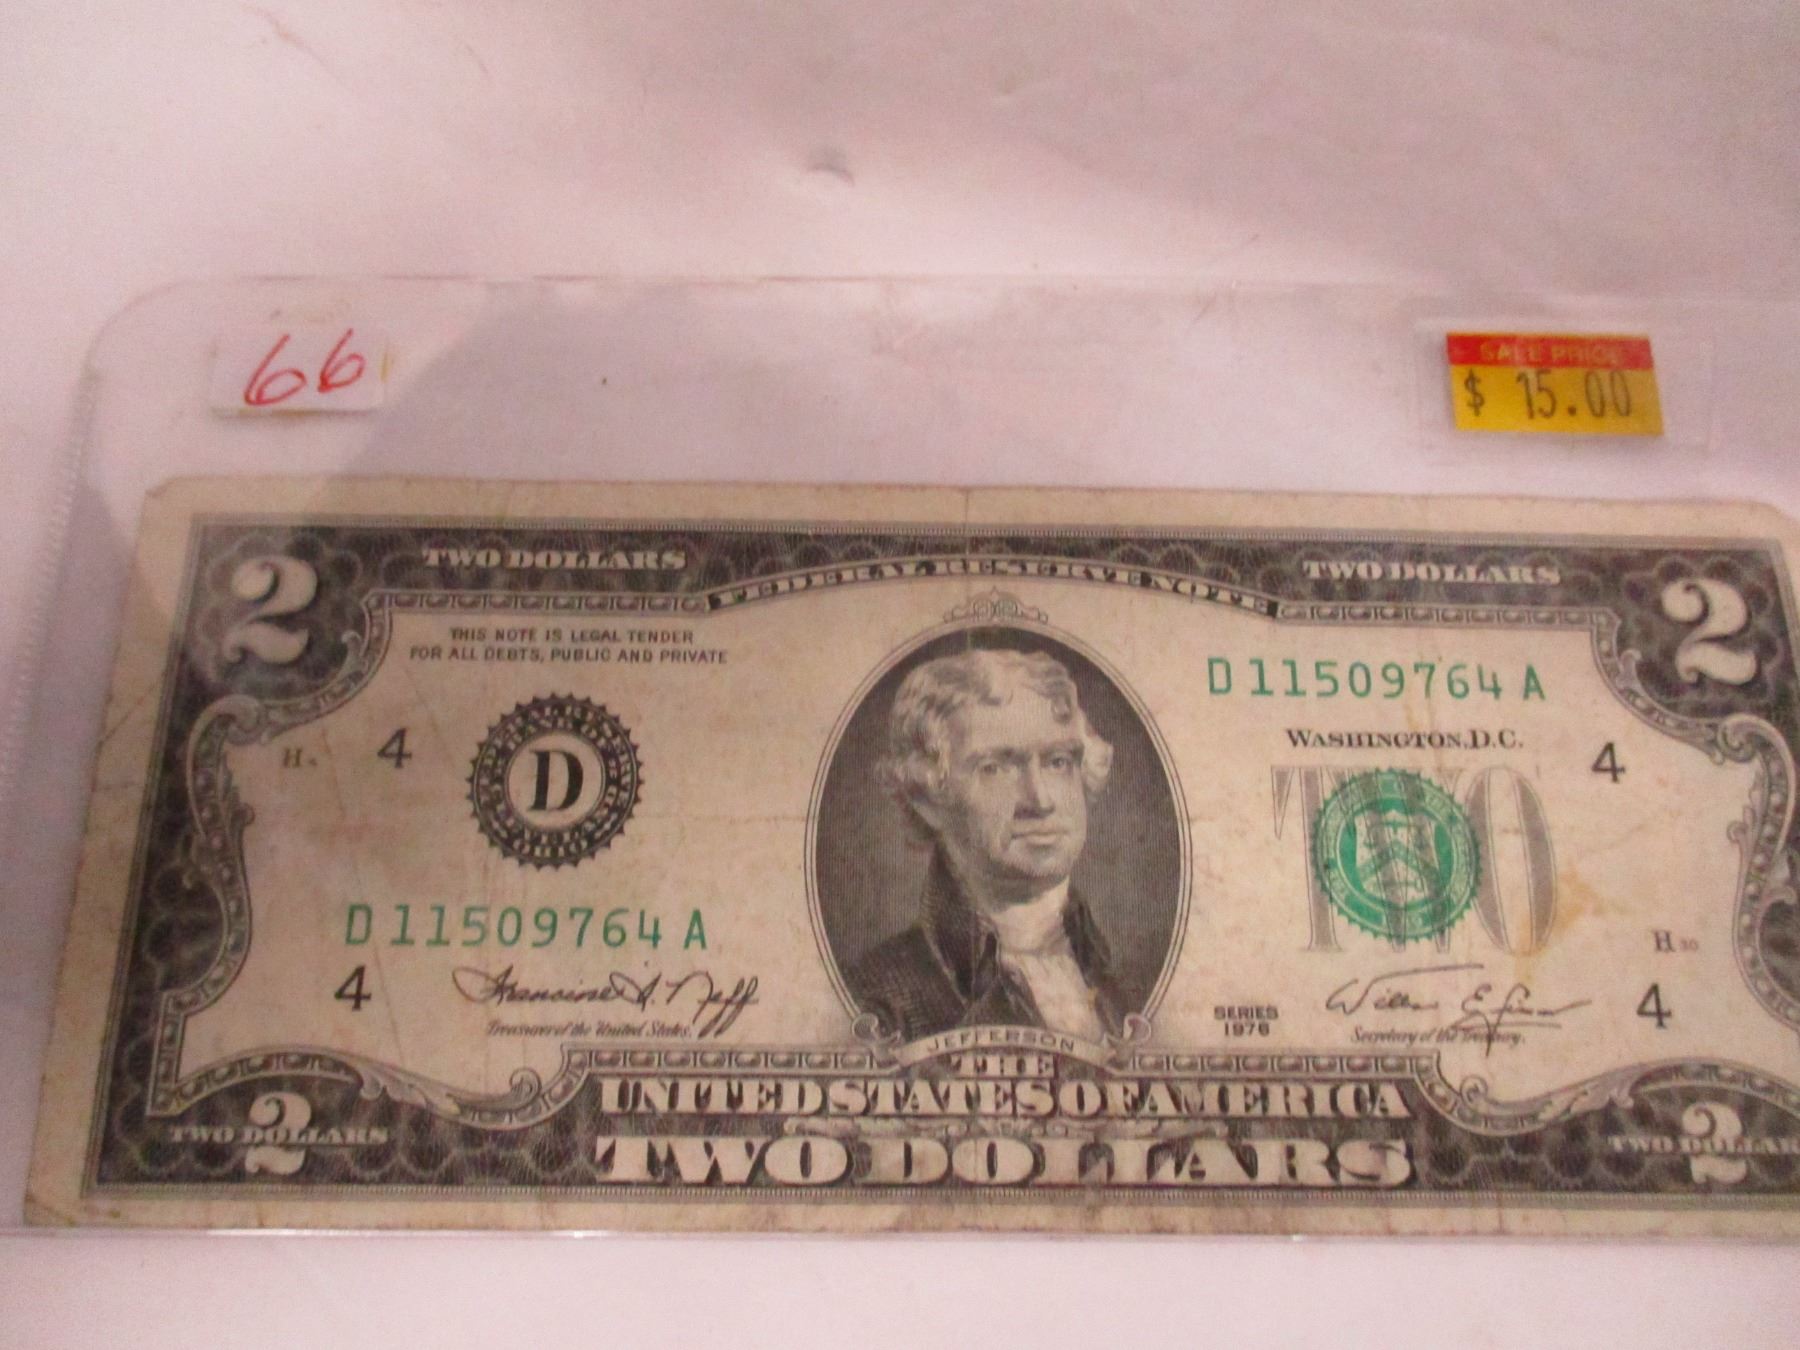 66
SALE PRICE
$ 15.00
2 TWO DOLLARS FEDERAL RESERVE NOTE TWO DOLLARS 2
THIS NOTE IS LEGAL TENDER
FOR ALL DEBTS, PUBLIC AND PRIVATE
D 11509764 A
WASHINGTON, D.C.
H 4 D 4
TWO
D 11509764 A
H 30
4 Francine I. Neff SERIES 1976 4
Treasurer of the United States. Secretary of the Treasury.
JEFFERSON
THE
UNITED STATES OF AMERICA
2 TWO DOLLARS TWO DOLLARS 2 TWO DOLLAR